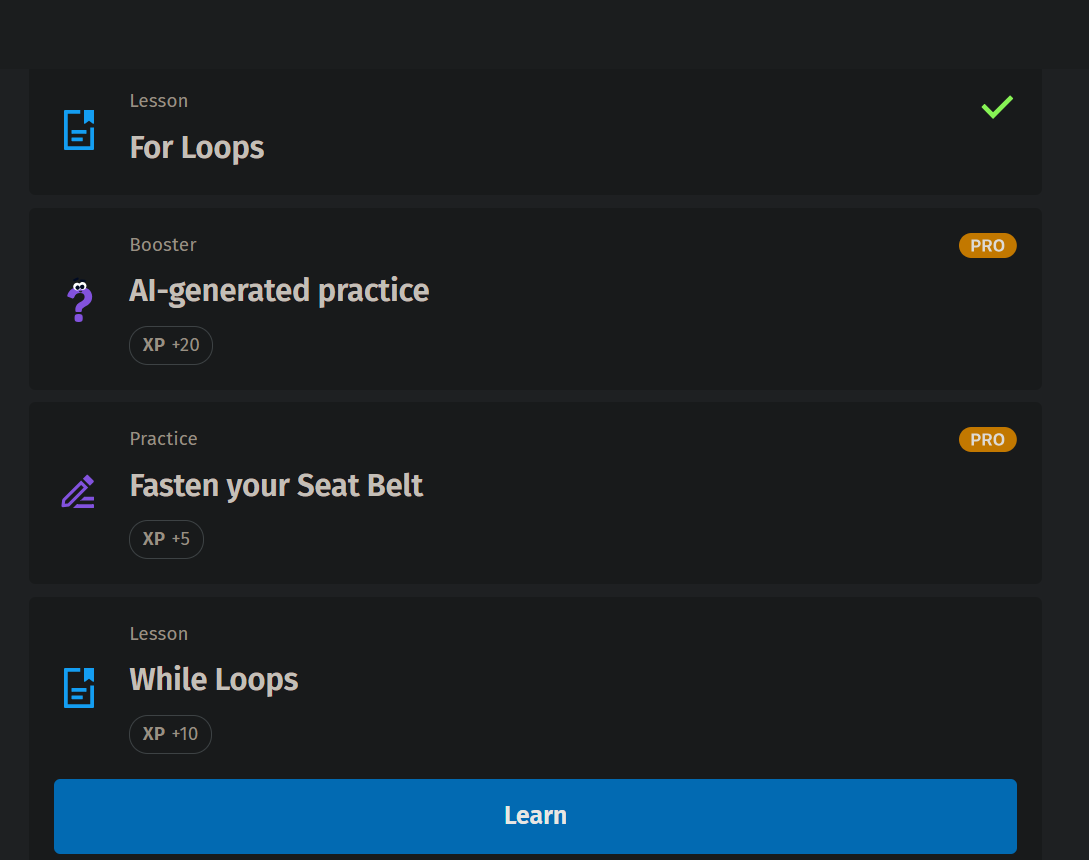 Lesson
For Loops
Booster
PRO
AI-generated practice
XP +20
Practice
PRO
Fasten your Seat Belt
XP +5
Lesson
While Loops
XP +10
Learn